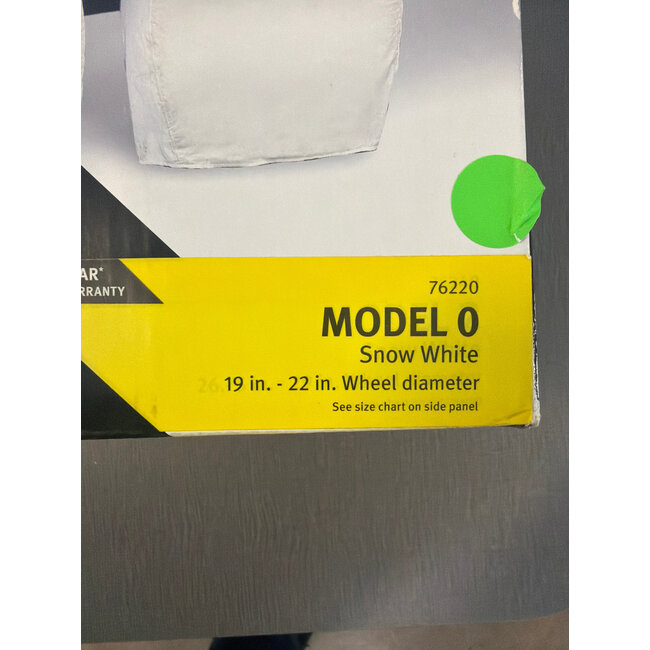 AR*
RRANTY
76220
MODEL 0
Snow White
19 in. - 22 in. Wheel diameter
See size chart on side panel